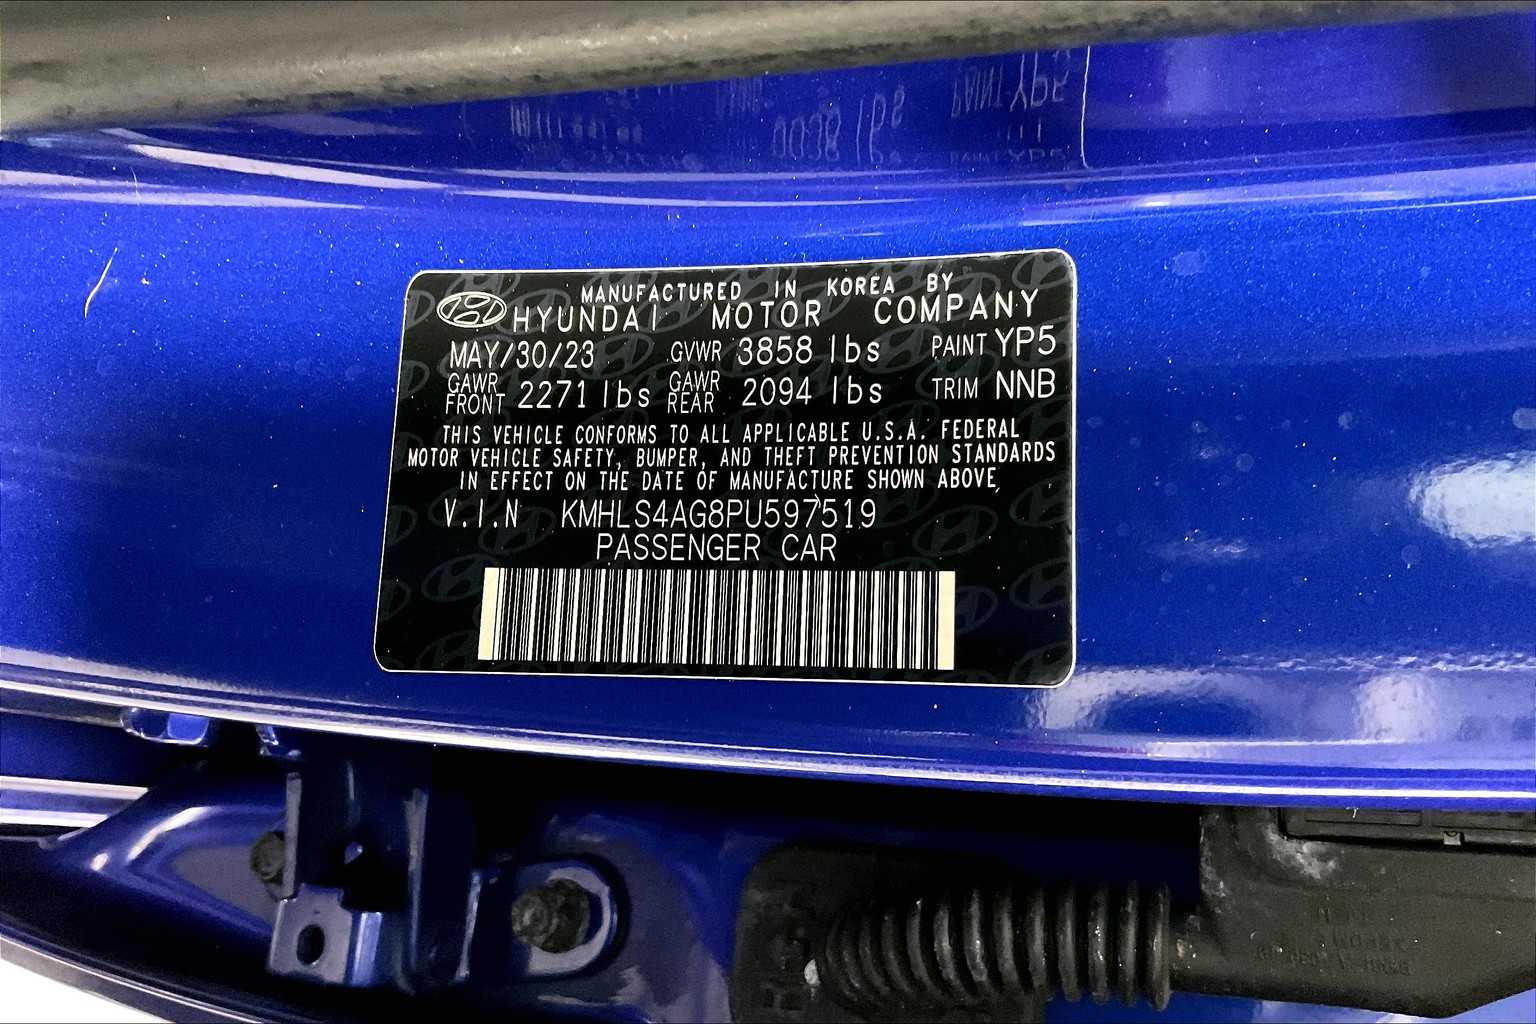 MANUFACTURED IN KOREA BY
HYUNDAI MOTOR COMPANY
MAY/30/23 GVWR 3858 lbs PAINT YP5
GAWR FRONT 2271 lbs GAWR REAR 2094 lbs TRIM NNB
THIS VEHICLE CONFORMS TO ALL APPLICABLE U.S.A. FEDERAL
MOTOR VEHICLE SAFETY, BUMPER, AND THEFT PREVENTION STANDARDS
IN EFFECT ON THE DATE OF MANUFACTURE SHOWN ABOVE
V.I.N KMHLS4AG8PU597519
PASSENGER CAR